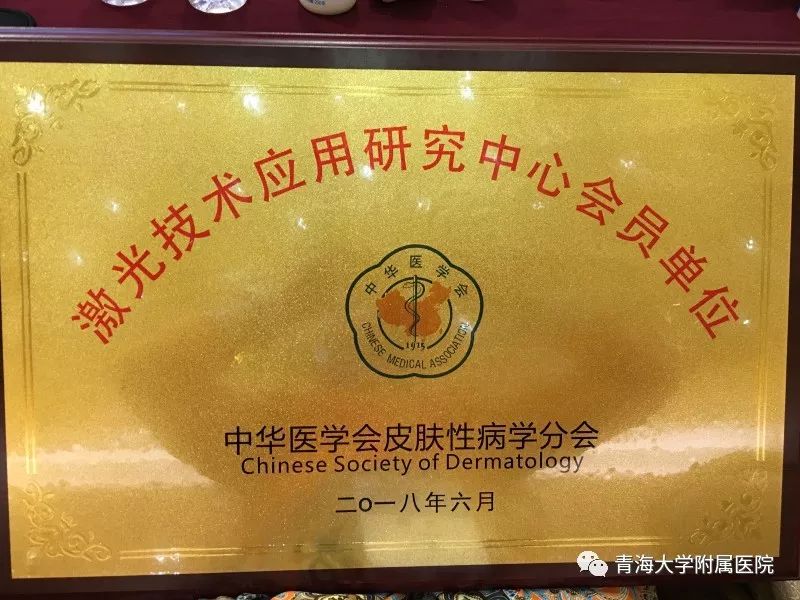 激光技术应用研究中心会员单位
中华医学会
1915
CHINESE MEDICAL ASSOCIATION
中华医学会皮肤性病学分会
Chinese Society of Dermatology
二O一八年六月
青海大学附属医院